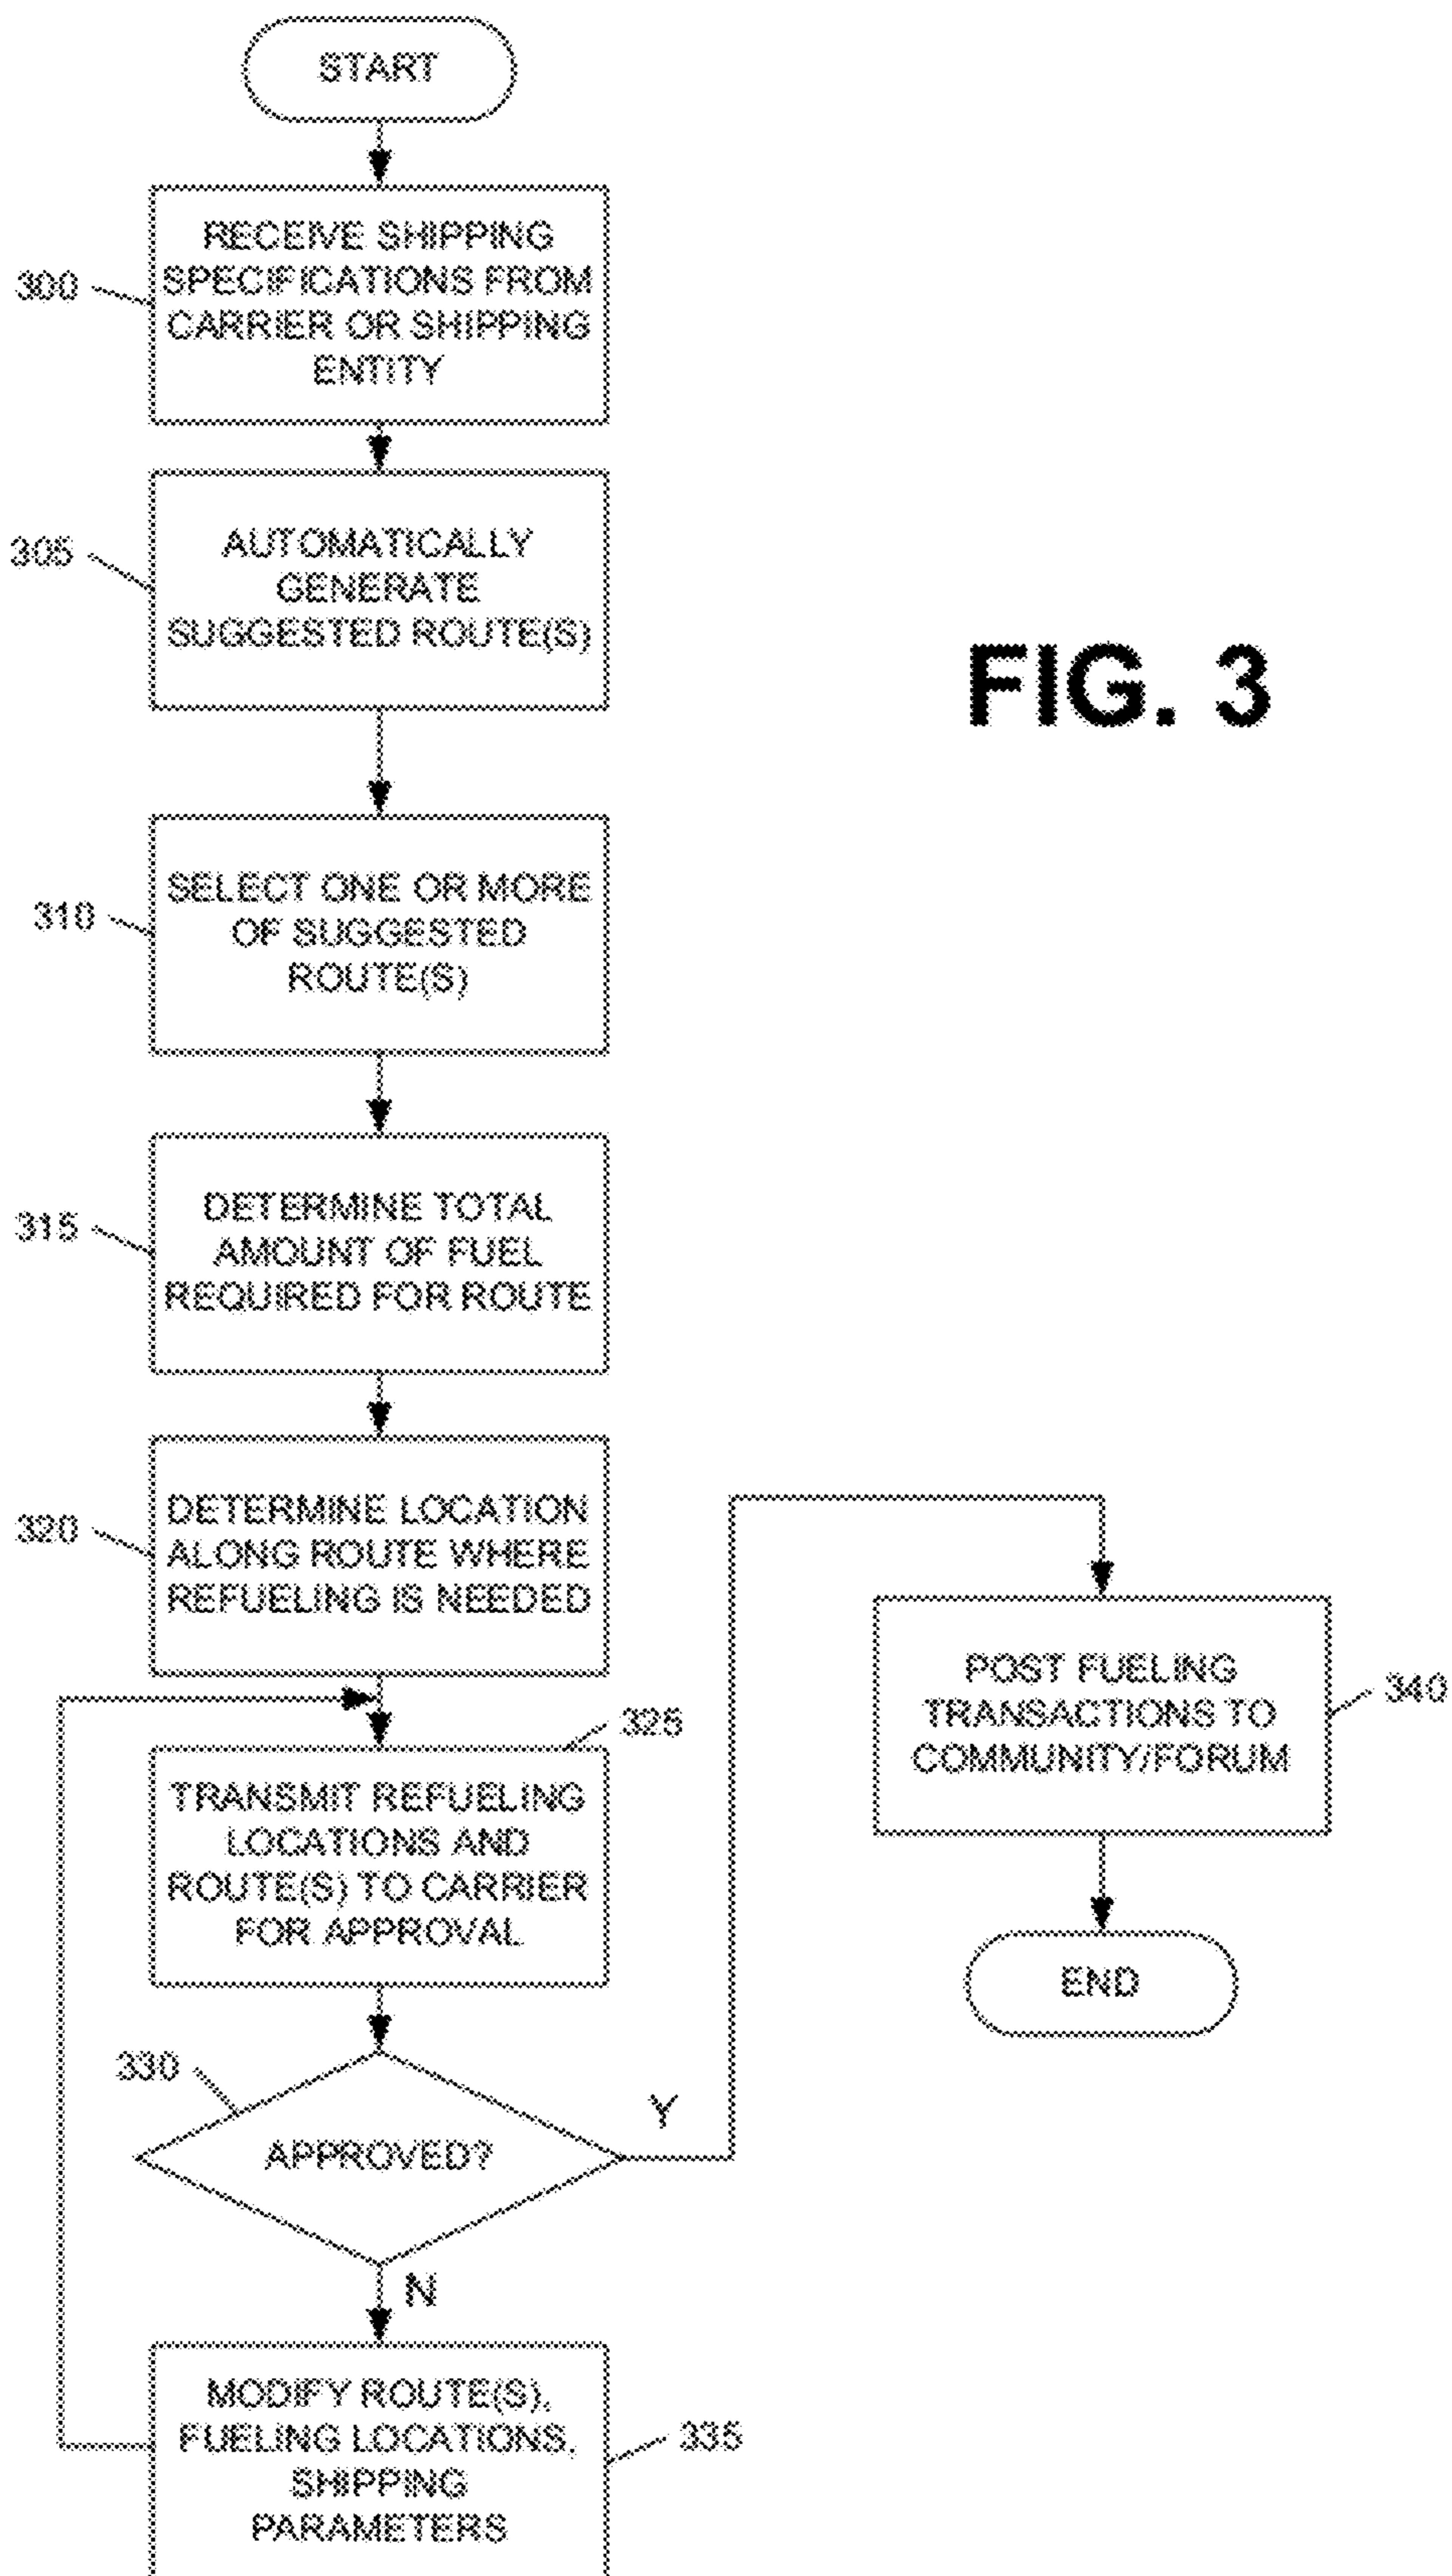 START
300
RECEIVE SHIPPING
SPECIFICATIONS FROM
CARRIER OR SHIPPING
ENTITY
305
AUTOMATICALLY
GENERATE
SUGGESTED ROUTE(S)
FIG. 3
310
SELECT ONE OR MORE
OF SUGGESTED
ROUTE(S)
315
DETERMINE TOTAL
AMOUNT OF FUEL
REQUIRED FOR ROUTE
320
DETERMINE LOCATION
ALONG ROUTE WHERE
REFUELING IS NEEDED
325
TRANSMIT REFUELING
LOCATIONS AND
ROUTE(S) TO CARRIER
FOR APPROVAL
330
APPROVED?
Y
N
MODIFY ROUTE(S),
FUELING LOCATIONS,
SHIPPING
PARAMETERS
335
POST FUELING
TRANSACTIONS TO
COMMUNITY/FORUM
340
END